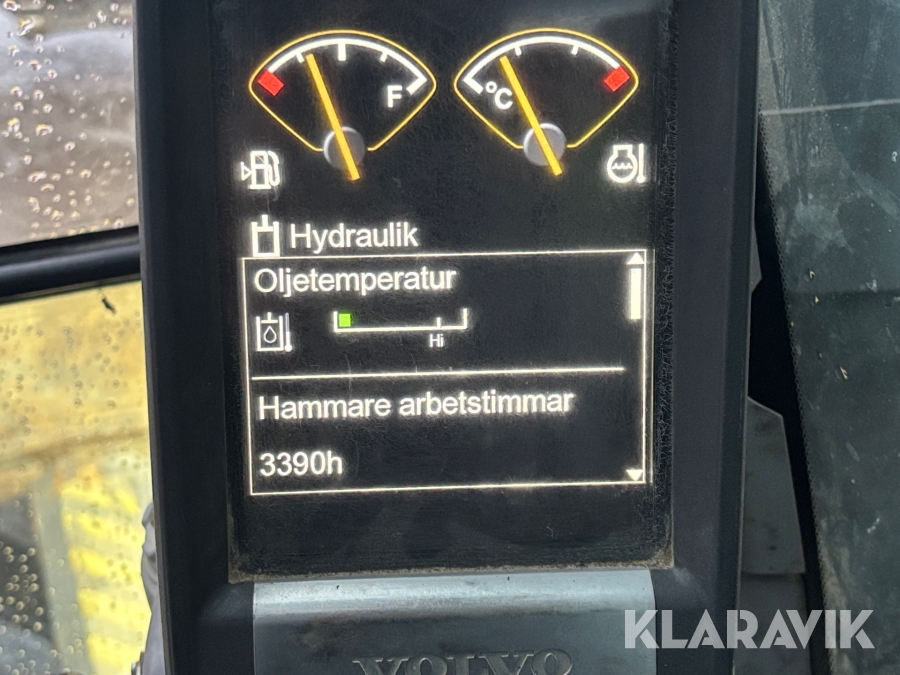 F
°C
Hydraulik
Oljetemperatur
Hi
Hammare arbetstimmar
3390h
VOLVO
KLARAVIK